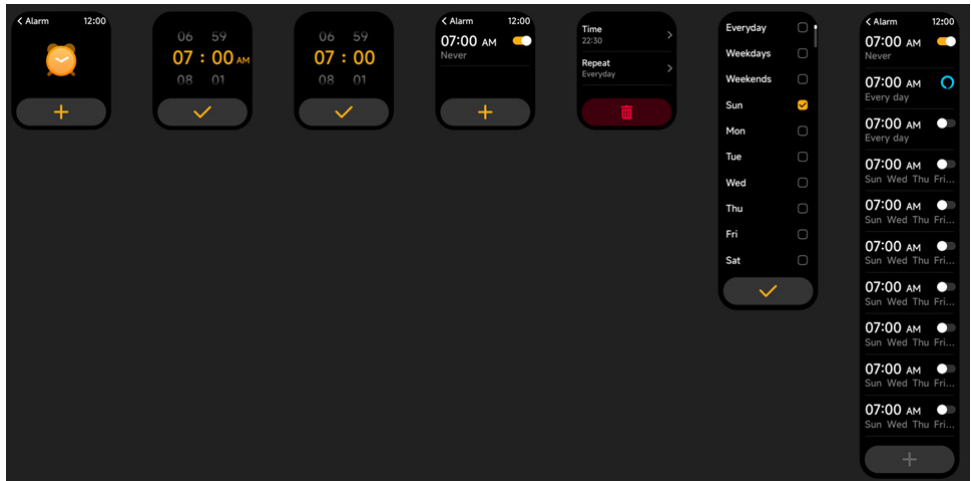 Alarm 12:00
06 59
07 : 00 AM
08 01
06 59
07 : 00
08 01
Alarm 12:00
07:00 AM
Never
Time
22:30
Repeat
Everyday
Everyday
Weekdays
Weekends
Sun
Mon
Tue
Wed
Thu
Fri
Sat
Alarm 12:00
07:00 AM
Never
07:00 AM
Every day
07:00 AM
Every day
07:00 AM
Sun Wed Thu Fri...
07:00 AM
Sun Wed Thu Fri...
07:00 AM
Sun Wed Thu Fri...
07:00 AM
Sun Wed Thu Fri...
07:00 AM
Sun Wed Thu Fri...
07:00 AM
Sun Wed Thu Fri...
07:00 AM
Sun Wed Thu Fri...